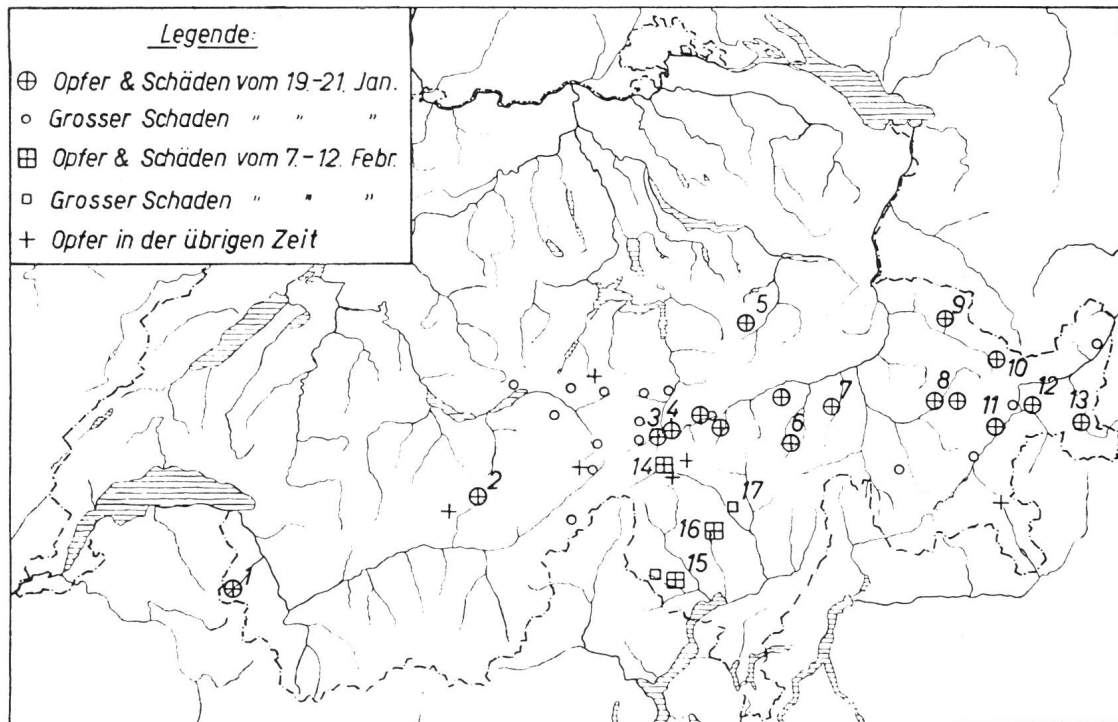 Legende:
Opfer & Schäden vom 19.-21. Jan.
Grosser Schaden " " "
Opfer & Schäden vom 7.-12. Febr.
Grosser Schaden " " "
Opfer in der übrigen Zeit
5
9
10
7
8
12
13
3
4
6
11
14
2
17
16
15
1